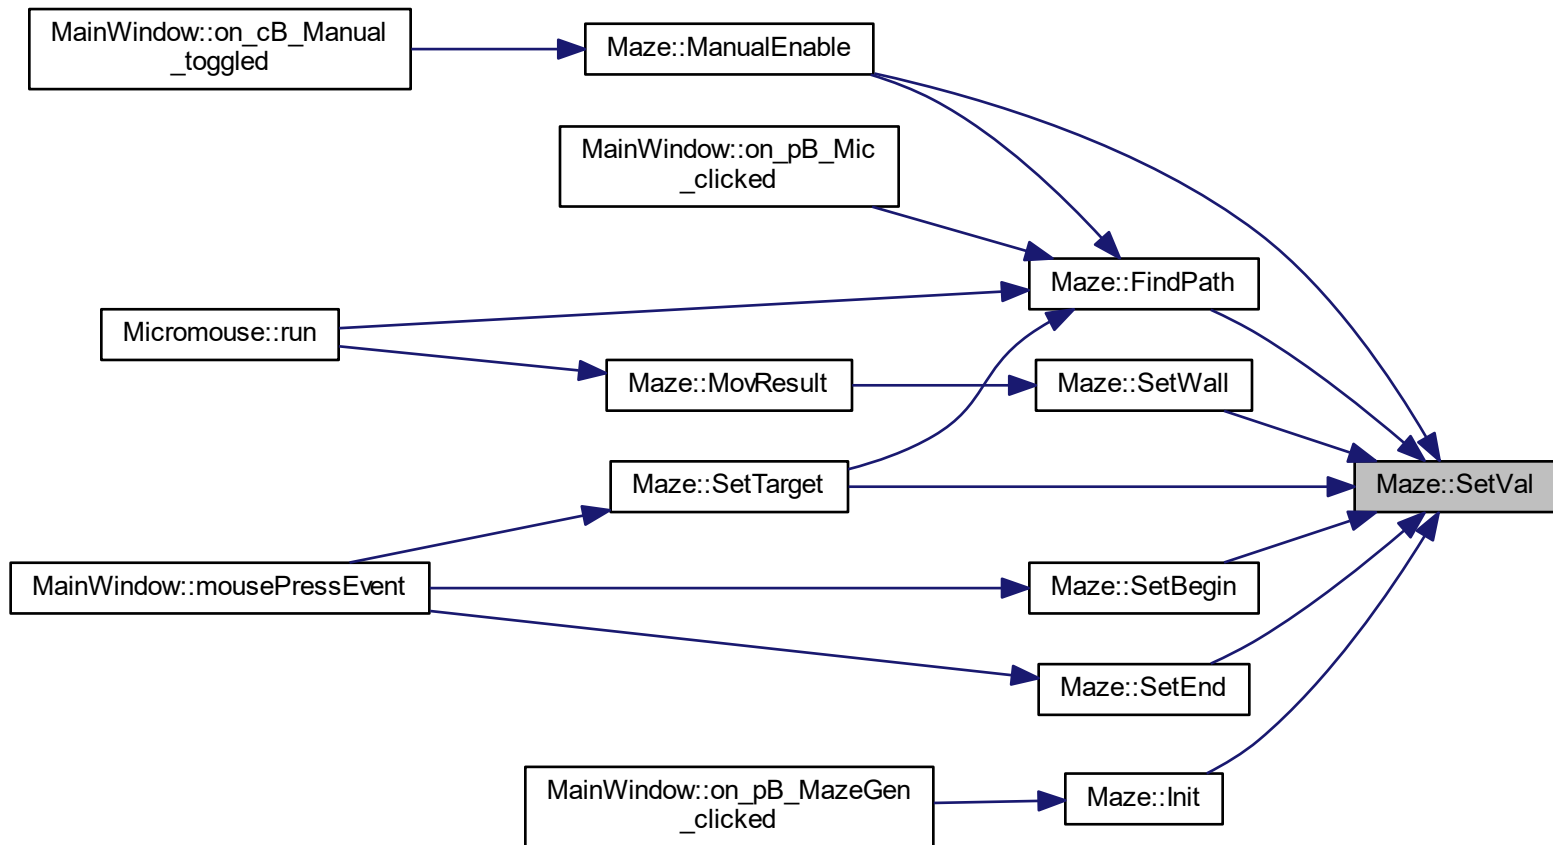 MainWindow::on_cB_Manual
_toggled
Maze::ManualEnable
MainWindow::on_pB_Mic
_clicked
Maze::FindPath
Micromouse::run
Maze::MovResult
Maze::SetWall
Maze::SetTarget
Maze::SetVal
MainWindow::mousePressEvent
Maze::SetBegin
Maze::SetEnd
MainWindow::on_pB_MazeGen
_clicked
Maze::Init